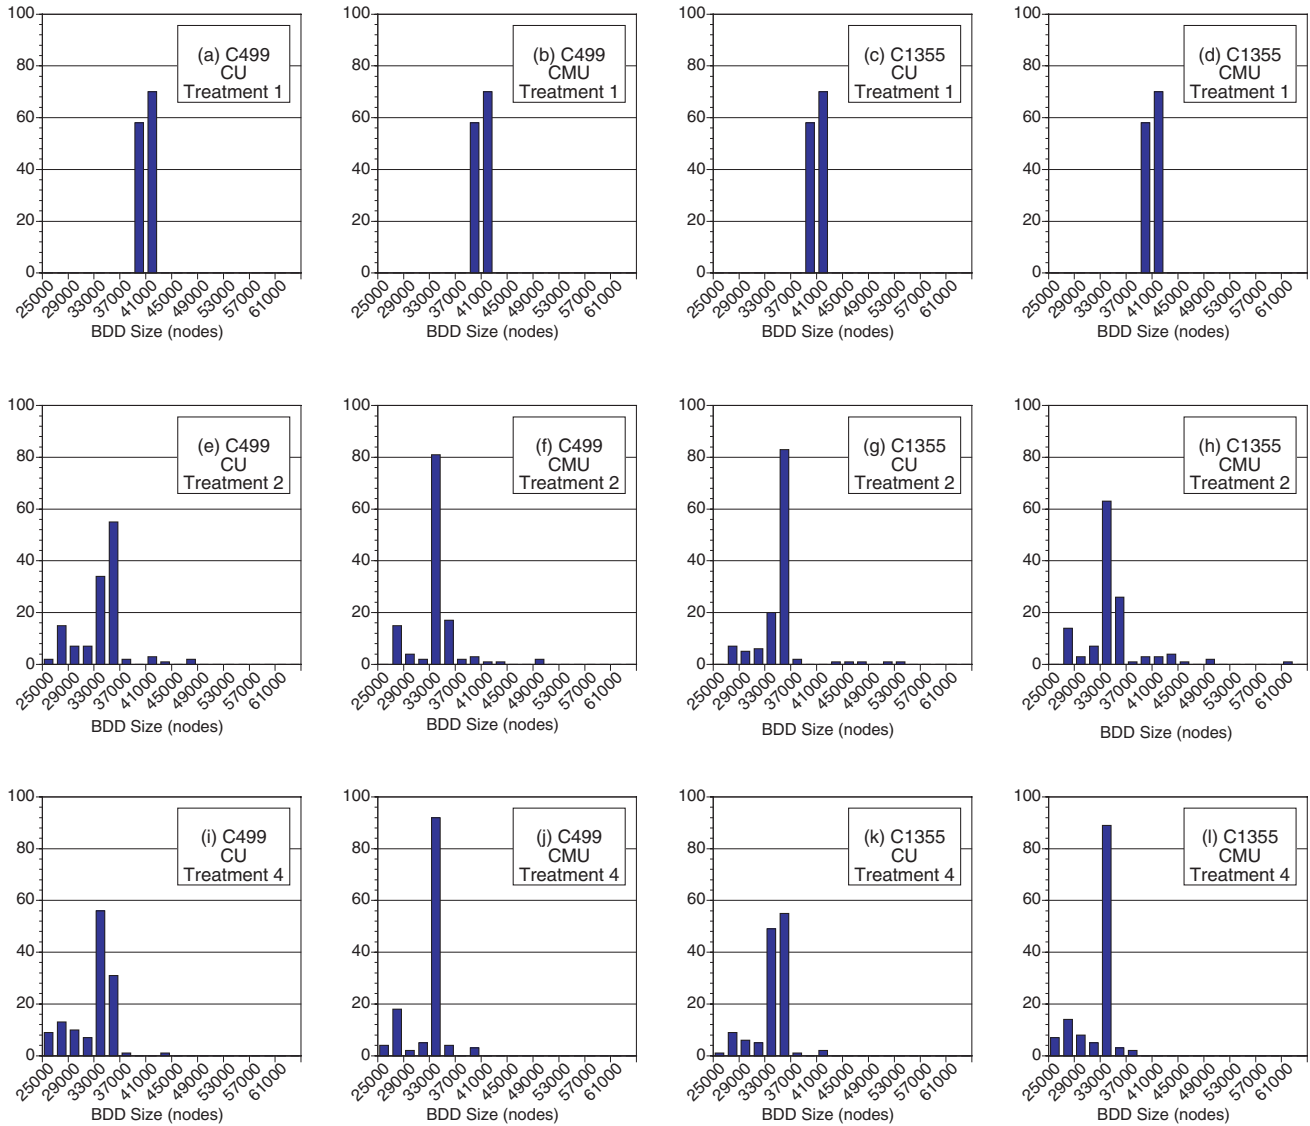 100
80
60
40
20
0
(a) C499
CU
Treatment 1
25000 29000 33000 37000 41000 45000 49000 53000 57000 61000
BDD Size (nodes)
100
80
60
40
20
0
(b) C499
CMU
Treatment 1
25000 29000 33000 37000 41000 45000 49000 53000 57000 61000
BDD Size (nodes)
100
80
60
40
20
0
(c) C1355
CU
Treatment 1
25000 29000 33000 37000 41000 45000 49000 53000 57000 61000
BDD Size (nodes)
100
80
60
40
20
0
(d) C1355
CMU
Treatment 1
25000 29000 33000 37000 41000 45000 49000 53000 57000 61000
BDD Size (nodes)
100
80
60
40
20
0
(e) C499
CU
Treatment 2
25000 29000 33000 37000 41000 45000 49000 53000 57000 61000
BDD Size (nodes)
100
80
60
40
20
0
(f) C499
CMU
Treatment 2
25000 29000 33000 37000 41000 45000 49000 53000 57000 61000
BDD Size (nodes)
100
80
60
40
20
0
(g) C1355
CU
Treatment 2
25000 29000 33000 37000 41000 45000 49000 53000 57000 61000
BDD Size (nodes)
100
80
60
40
20
0
(h) C1355
CMU
Treatment 2
25000 29000 33000 37000 41000 45000 49000 53000 57000 61000
BDD Size (nodes)
100
80
60
40
20
0
(i) C499
CU
Treatment 4
25000 29000 33000 37000 41000 45000 49000 53000 57000 61000
BDD Size (nodes)
100
80
60
40
20
0
(j) C499
CMU
Treatment 4
25000 29000 33000 37000 41000 45000 49000 53000 57000 61000
BDD Size (nodes)
100
80
60
40
20
0
(k) C1355
CU
Treatment 4
25000 29000 33000 37000 41000 45000 49000 53000 57000 61000
BDD Size (nodes)
100
80
60
40
20
0
(l) C1355
CMU
Treatment 4
25000 29000 33000 37000 41000 45000 49000 53000 57000 61000
BDD Size (nodes)